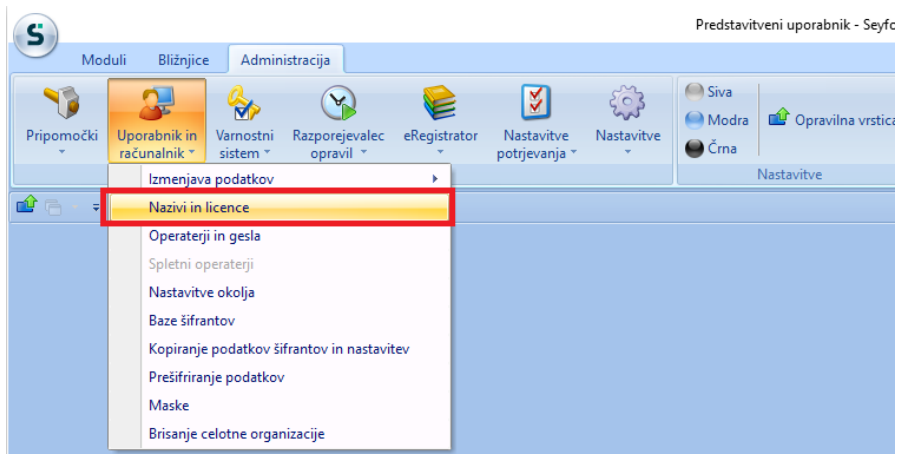 Predstavitveni uporabnik - Seyfo
S
Moduli Bližnjice Administracija
Pripomočki
Uporabnik in računalnik
Varnostni sistem
Razporejevalec opravil
eRegistrator
Nastavitve potrjevanja
Nastavitve
Siva
Modra
Črna
Opravilna vrstica
Nastavitve
Izmenjava podatkov
Nazivi in licence
Operaterji in gesla
Spletni operaterji
Nastavitve okolja
Baze šifrantov
Kopiranje podatkov šifrantov in nastavitev
Prešifriranje podatkov
Maske
Brisanje celotne organizacije